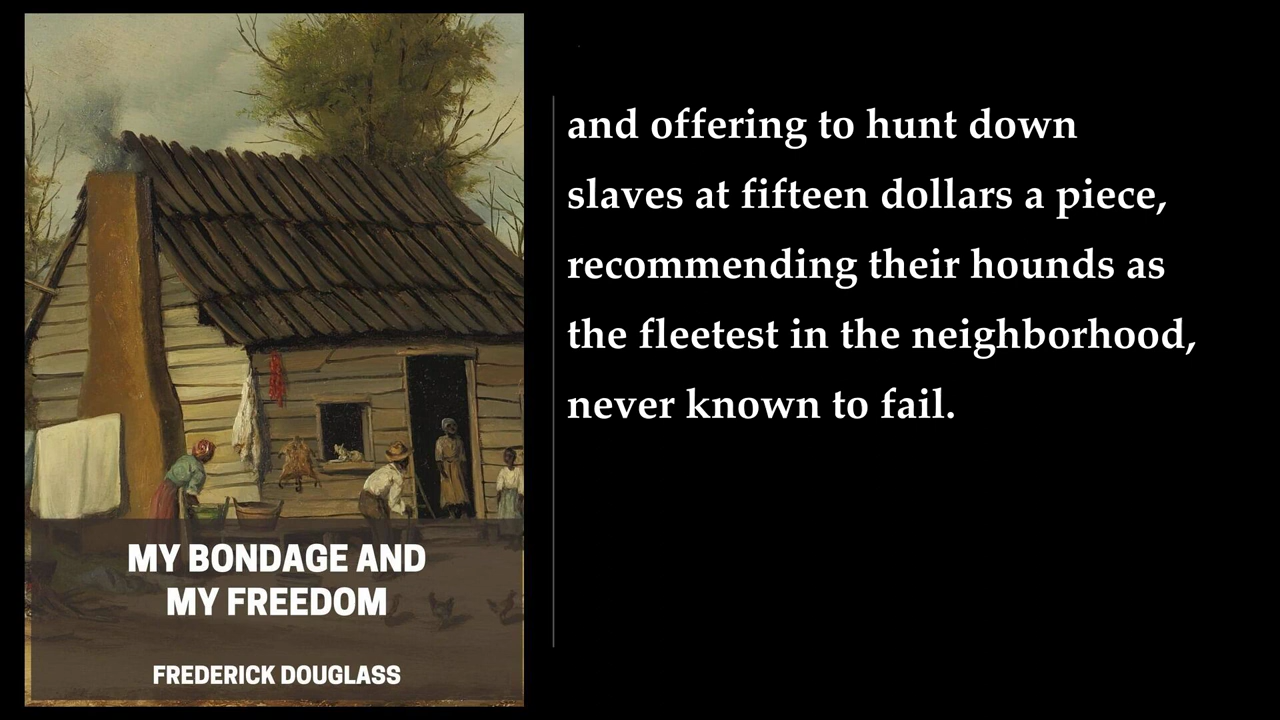 and offering to hunt down
slaves at fifteen dollars a piece,
recommending their hounds as
the fleetest in the neighborhood,
never known to fail.
MY BONDAGE AND
MY FREEDOM
FREDERICK DOUGLASS